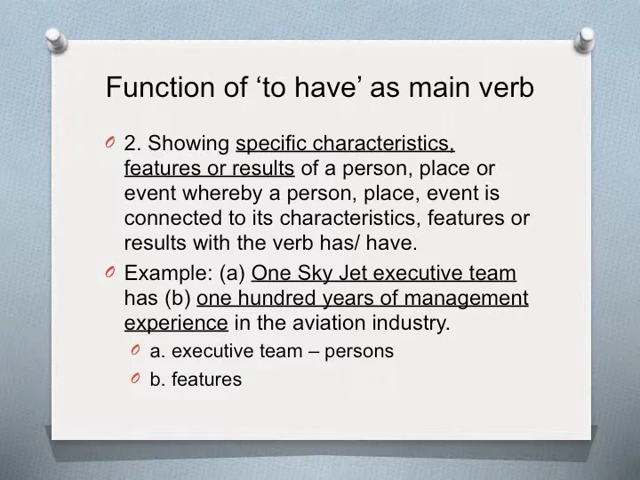 Function of ‘to have’ as main verb
2. Showing specific characteristics,
features or results of a person, place or
event whereby a person, place, event is
connected to its characteristics, features or
results with the verb has/ have.
Example: (a) One Sky Jet executive team
has (b) one hundred years of management
experience in the aviation industry.
a. executive team – persons
b. features